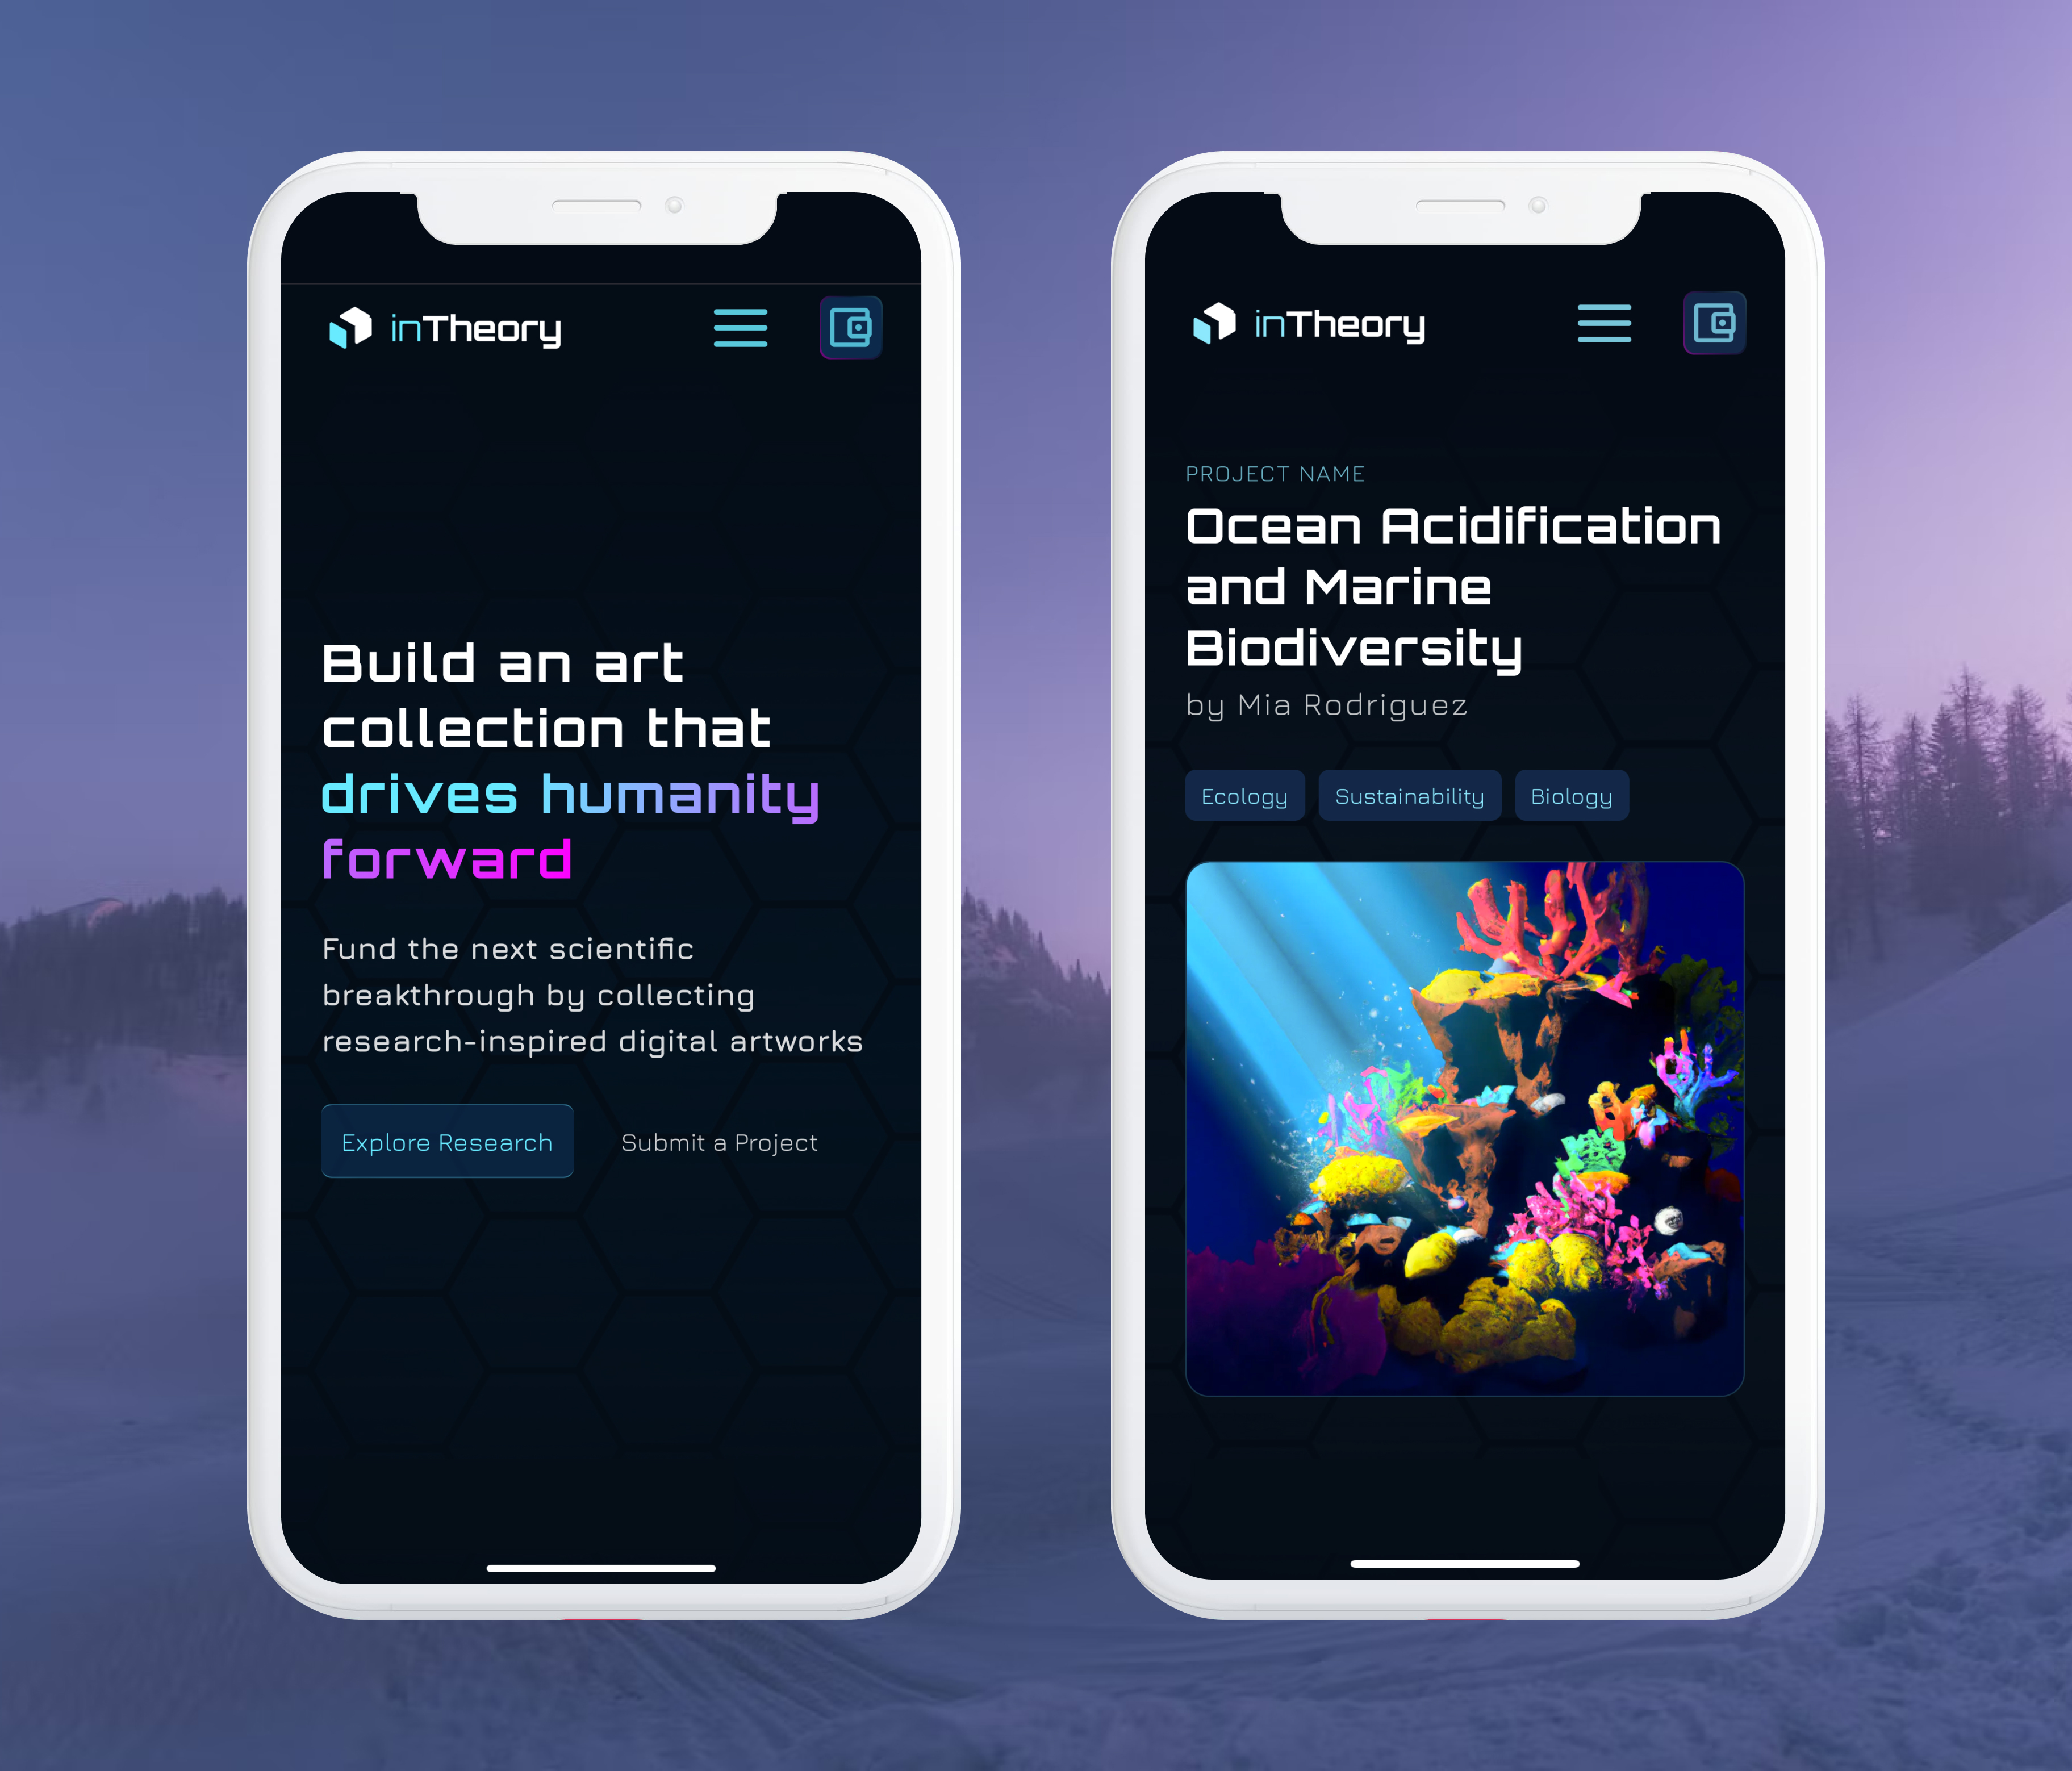 inTheory
Build an art
collection that
drives humanity
forward
Fund the next scientific
breakthrough by collecting
research-inspired digital artworks
Explore Research
Submit a Project
inTheory
PROJECT NAME
Ocean Acidification
and Marine
Biodiversity
by Mia Rodriguez
Ecology
Sustainability
Biology